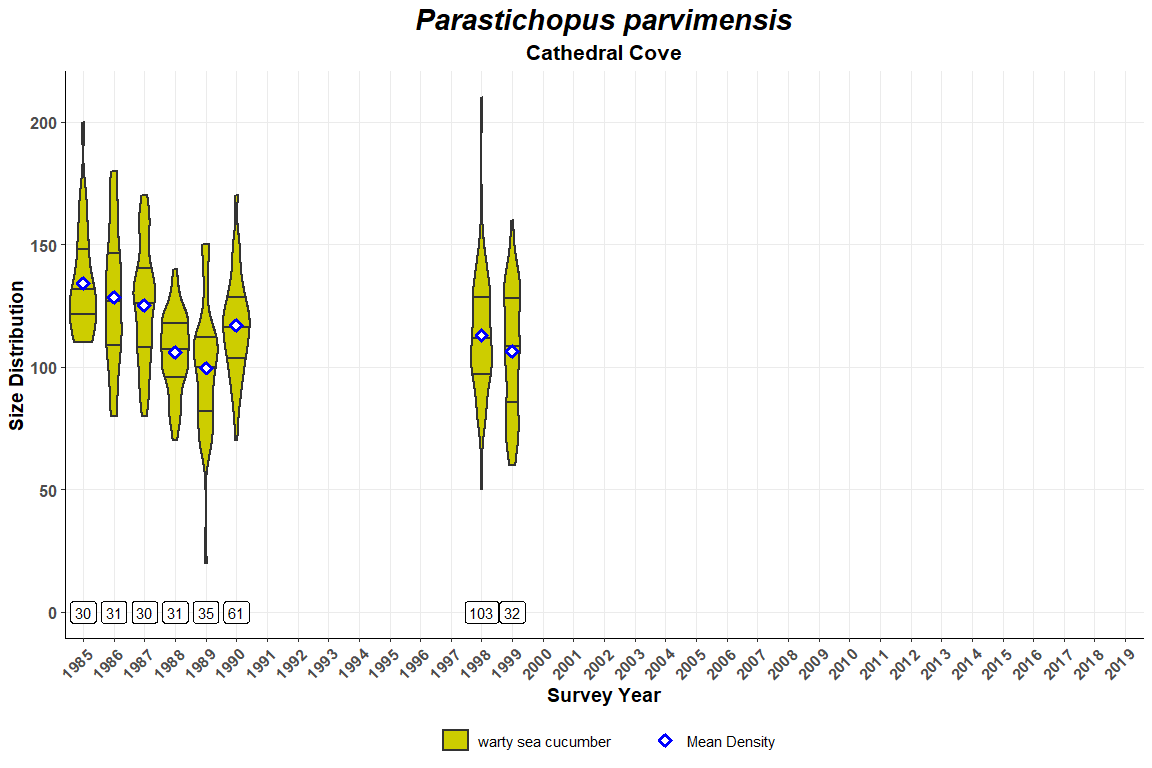 Parastichopus parvimensis
Cathedral Cove
Size Distribution
200
150
100
50
0
30 31 30 31 35 61 103 32
1985 1986 1987 1988 1989 1990 1991 1992 1993 1994 1995 1996 1997 1998 1999 2000 2001 2002 2003 2004 2005 2006 2007 2008 2009 2010 2011 2012 2013 2014 2015 2016 2017 2018 2019
Survey Year
warty sea cucumber Mean Density